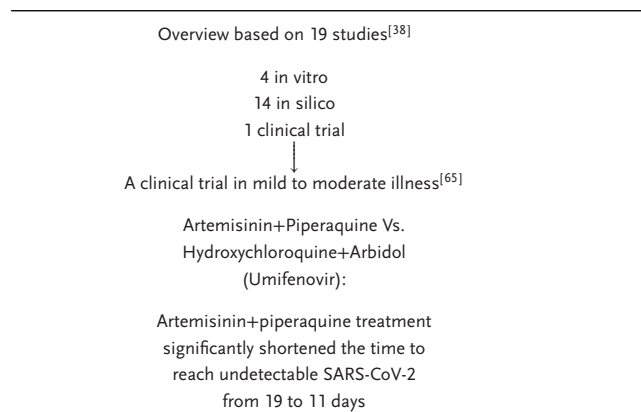 Overview based on 19 studies[38]
4 in vitro
14 in silico
1 clinical trial
A clinical trial in mild to moderate illness[65]
Artemisinin+Piperaquine Vs.
Hydroxychloroquine+Arbidol
(Umifenovir):
Artemisinin+piperaquine treatment
significantly shortened the time to
reach undetectable SARS-CoV-2
from 19 to 11 days